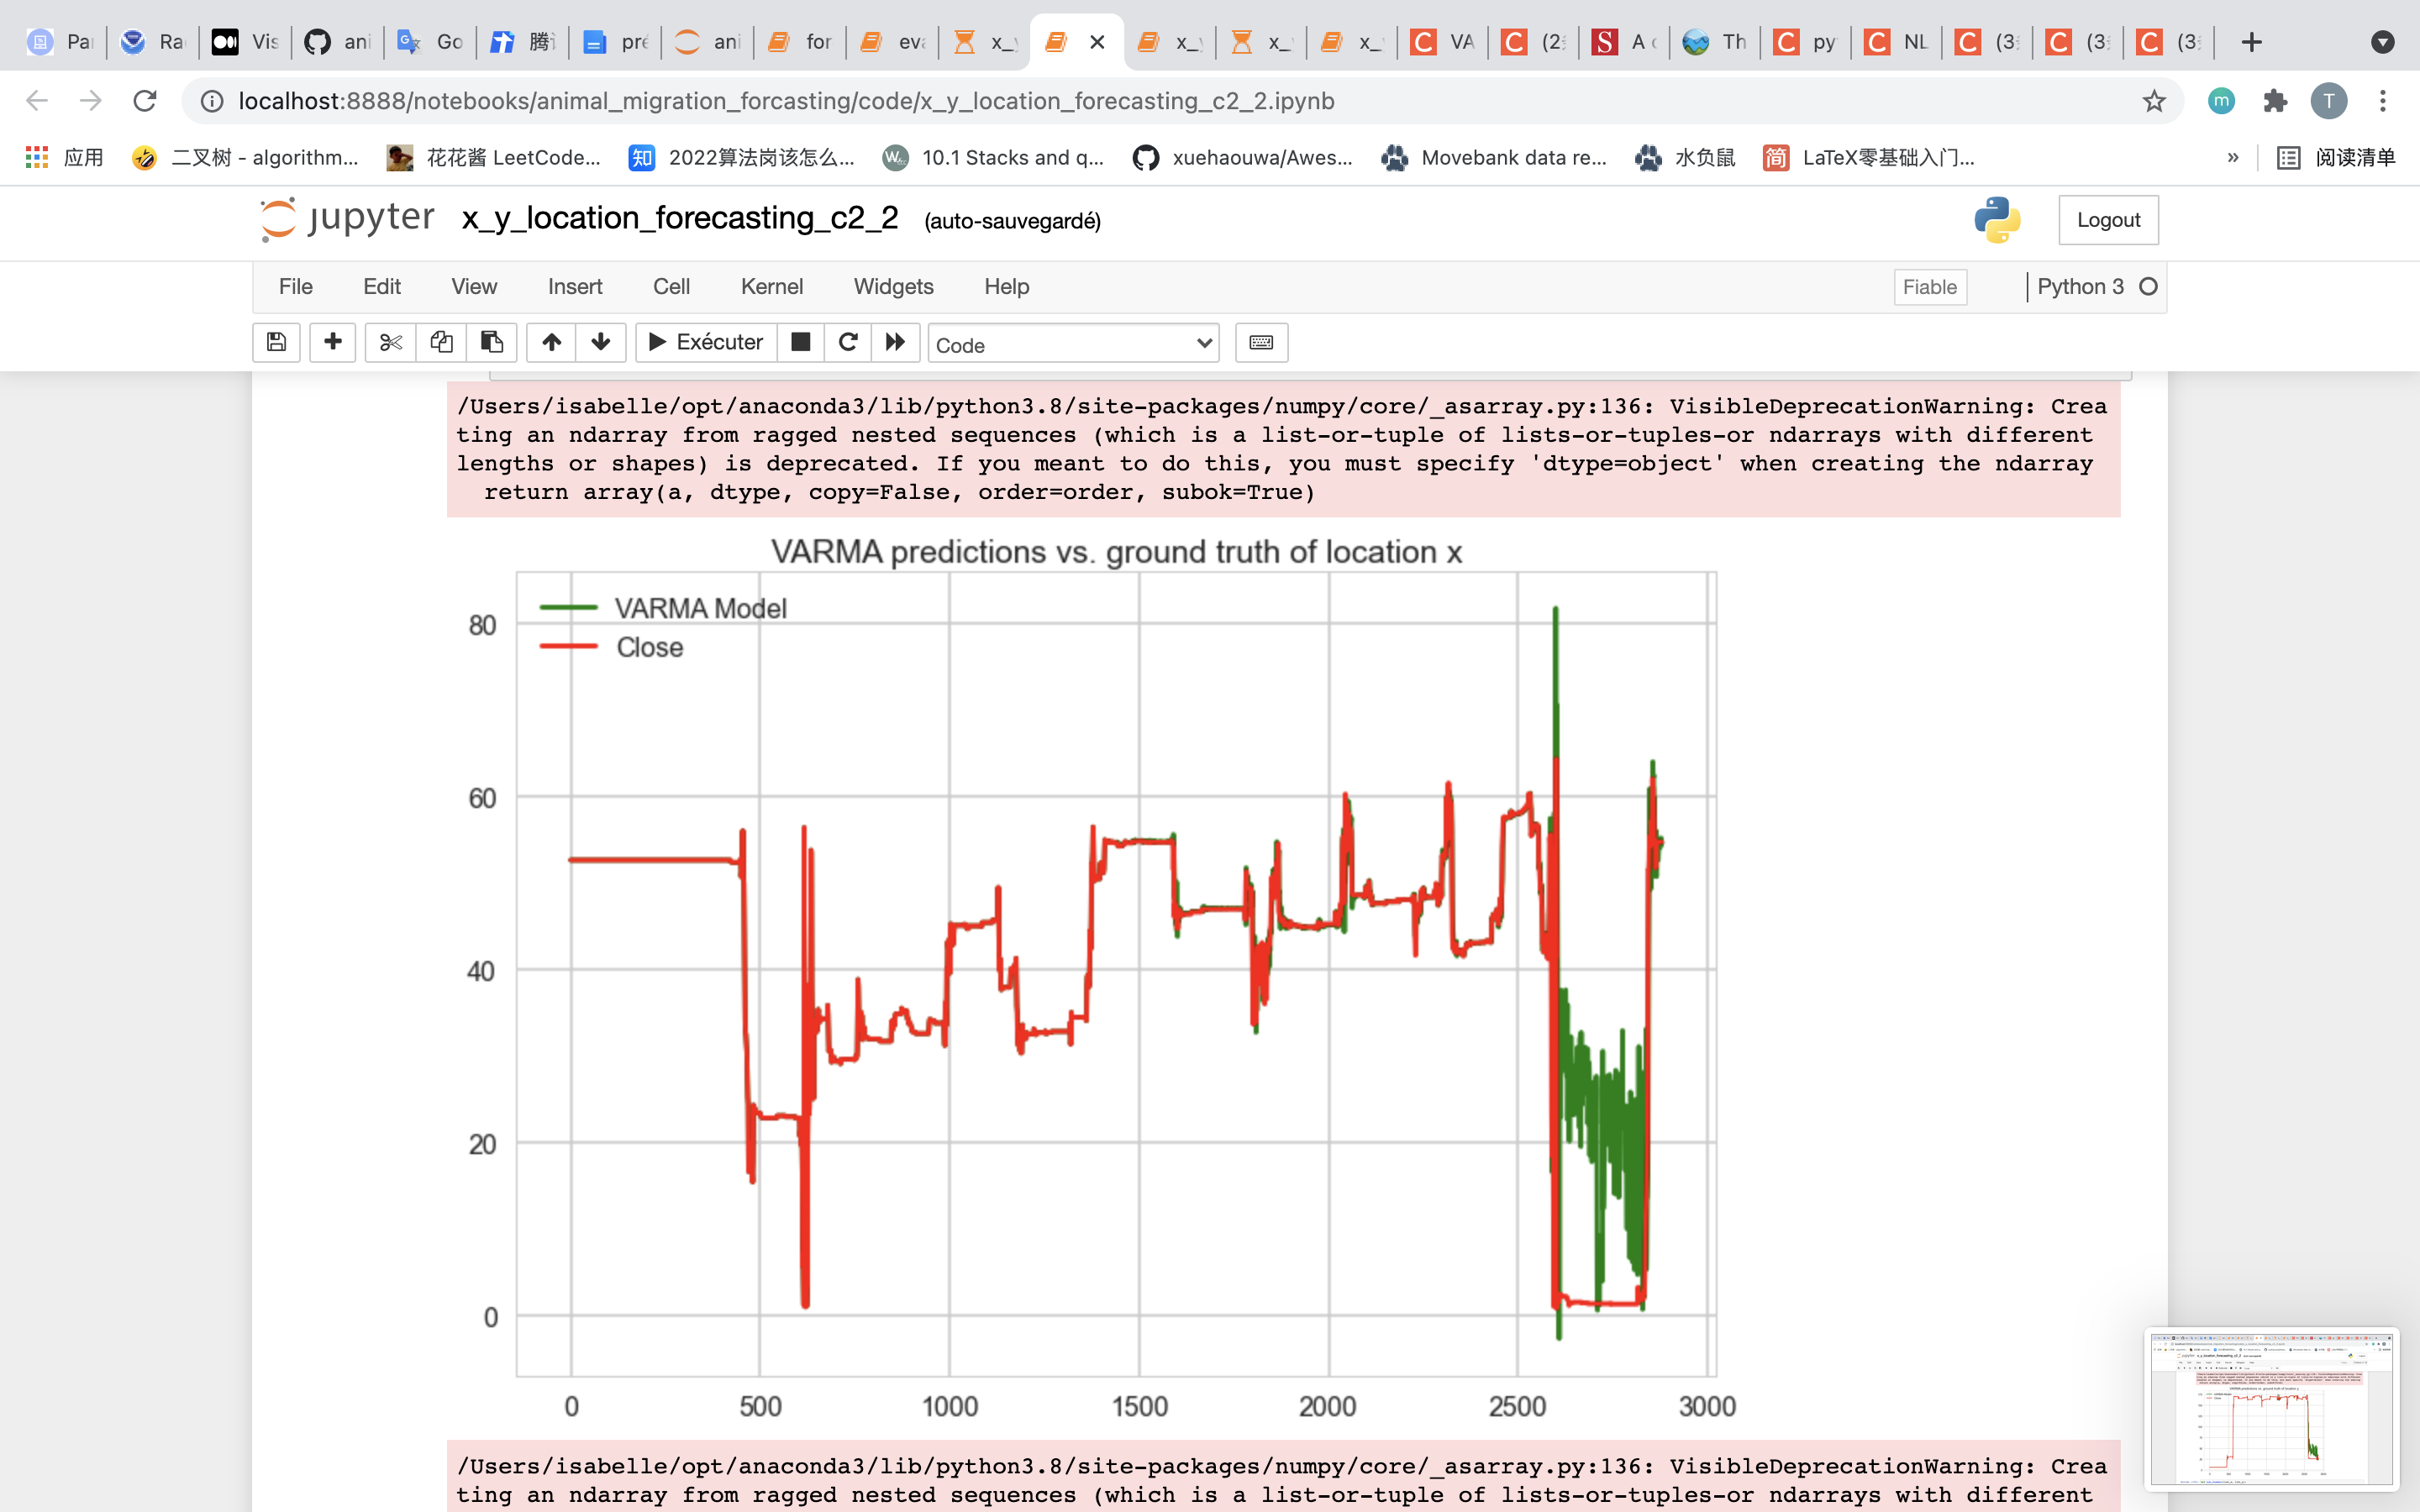 Pa
Ra
Vis
ani
Go
腾
pré
ani
for
eva
x_y
x_
x_
x_
VA
(2
A
Th
py
NL
(3
(3
(3
localhost:8888/notebooks/animal_migration_forcasting/code/x_y_location_forecasting_c2_2.ipynb
m
T
应用
二叉树 - algorithm...
花花酱 LeetCode...
知 2022算法岗该怎么...
10.1 Stacks and q...
xuehaouwa/Awes...
Movebank data re...
水负鼠
简 LaTeX零基础入门...
»
阅读清单
jupyter x_y_location_forecasting_c2_2 (auto-sauvegardé)
Logout
File Edit View Insert Cell Kernel Widgets Help
Fiable
Python 3
Exécuter
Code
/Users/isabelle/opt/anaconda3/lib/python3.8/site-packages/numpy/core/_asarray.py:136: VisibleDeprecationWarning: Crea
ting an ndarray from ragged nested sequences (which is a list-or-tuple of lists-or-tuples-or ndarrays with different
lengths or shapes) is deprecated. If you meant to do this, you must specify 'dtype=object' when creating the ndarray
return array(a, dtype, copy=False, order=order, subok=True)
VARMA predictions vs. ground truth of location x
VARMA Model
Close
80
60
40
20
0
0 500 1000 1500 2000 2500 3000
/Users/isabelle/opt/anaconda3/lib/python3.8/site-packages/numpy/core/_asarray.py:136: VisibleDeprecationWarning: Crea
ting an ndarray from ragged nested sequences (which is a list-or-tuple of lists-or-tuples-or ndarrays with different